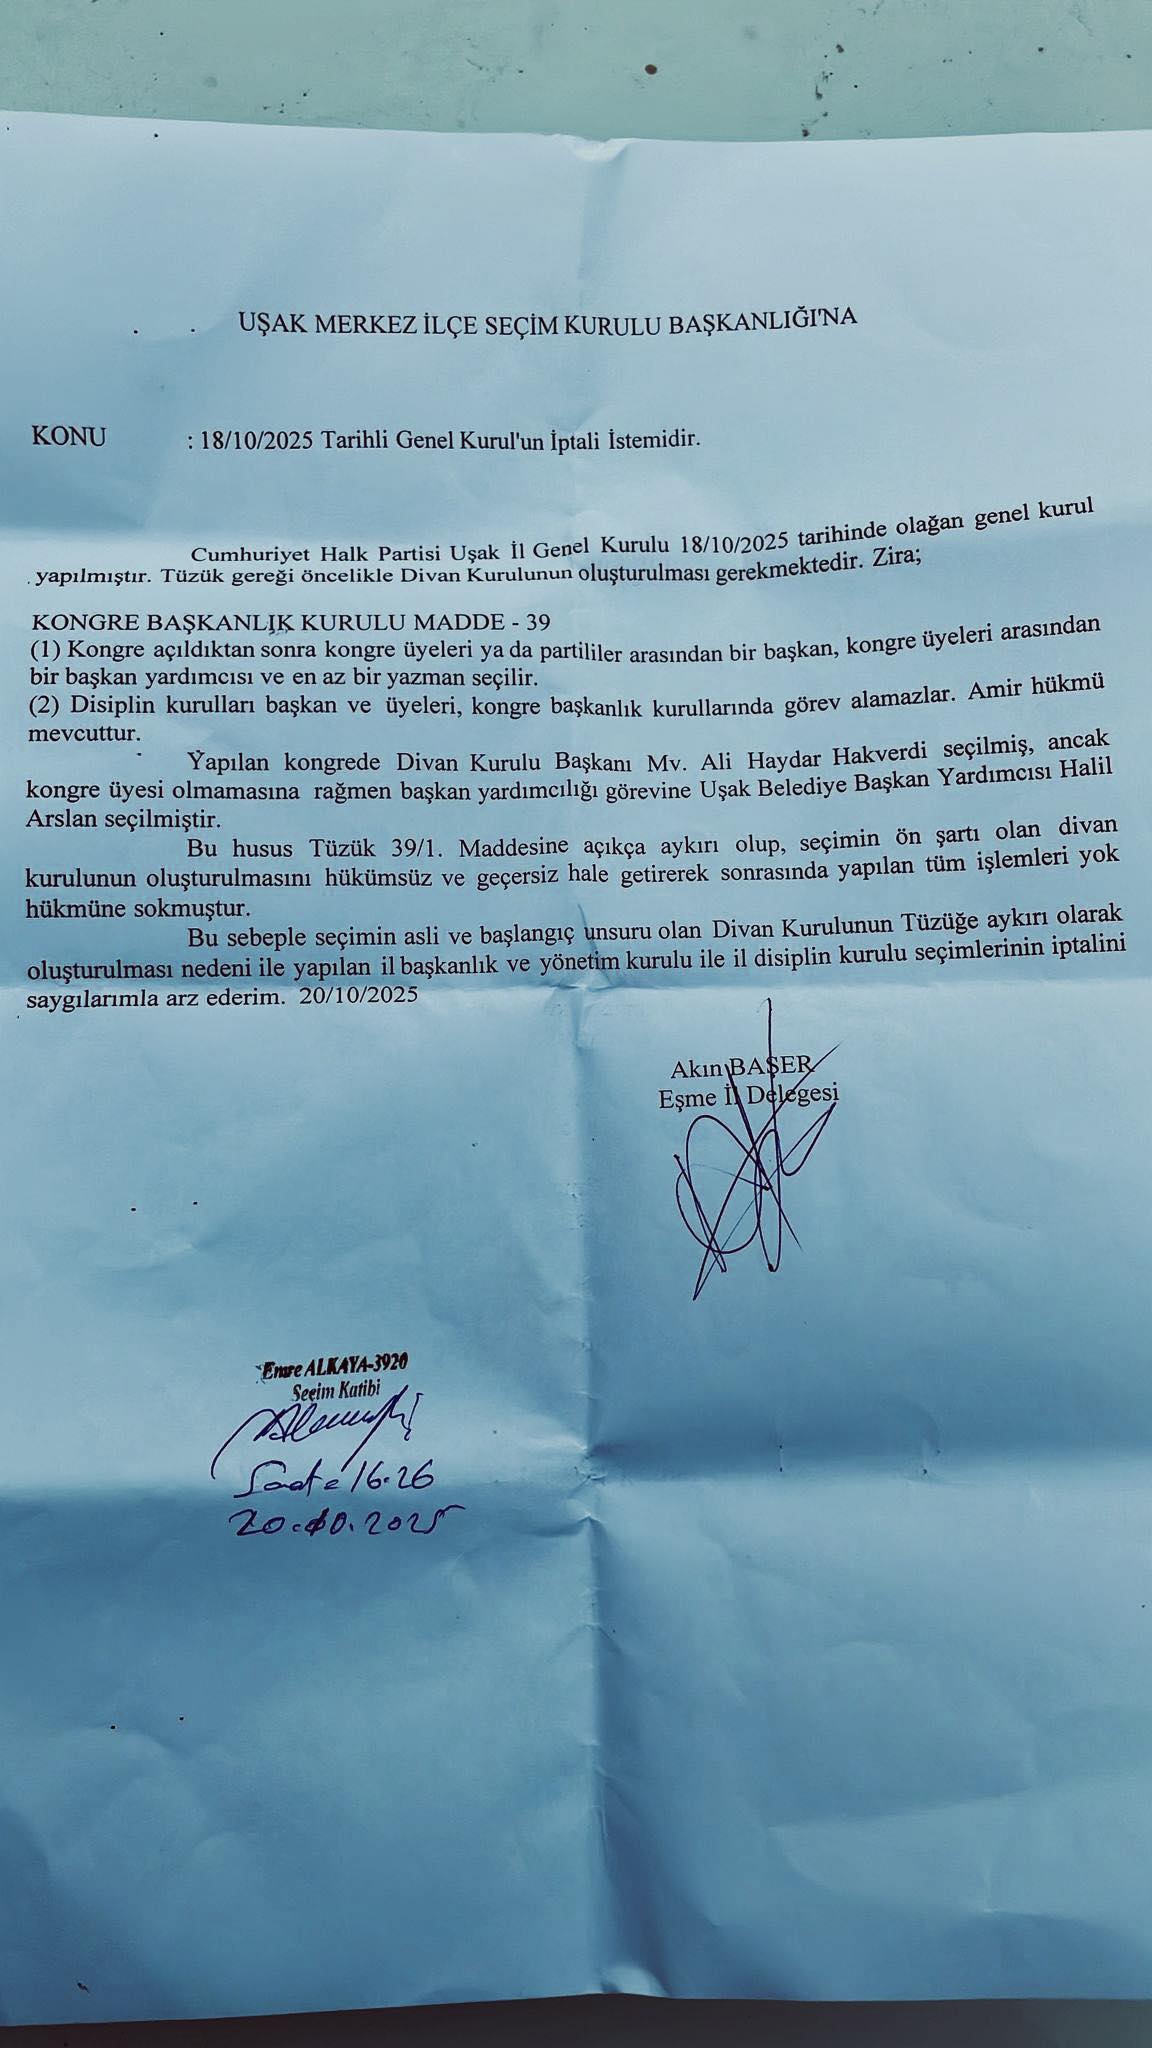 UŞAK MERKEZ İLÇE SEÇİM KURULU BAŞKANLIĞI'NA
KONU : 18/10/2025 Tarihli Genel Kurul'un İptali İstemidir.
Cumhuriyet Halk Partisi Uşak İl Genel Kurulu 18/10/2025 tarihinde olağan genel kurul
yapılmıştır. Tüzük gereği öncelikle Divan Kurulunun oluşturulması gerekmektedir. Zira;
KONGRE BAŞKANLIK KURULU MADDE - 39
(1) Kongre açıldıktan sonra kongre üyeleri ya da partililer arasından bir başkan, kongre üyeleri arasından
bir başkan yardımcısı ve en az bir yazman seçilir.
(2) Disiplin kurulları başkan ve üyeleri, kongre başkanlık kurullarında görev alamazlar. Amir hükmü
mevcuttur.
Yapılan kongrede Divan Kurulu Başkanı Mv. Ali Haydar Hakverdi seçilmiş, ancak
kongre üyesi olmamasına rağmen başkan yardımcılığı görevine Uşak Belediye Başkan Yardımcısı Halil
Arslan seçilmiştir.
Bu husus Tüzük 39/1. Maddesine açıkça aykırı olup, seçimin ön şartı olan divan
kurulunun oluşturulmasını hükümsüz ve geçersiz hale getirerek sonrasında yapılan tüm işlemleri yok
hükmüne sokmuştur.
Bu sebeple seçimin asli ve başlangıç unsuru olan Divan Kurulunun Tüzüğe aykırı olarak
oluşturulması nedeni ile yapılan il başkanlık ve yönetim kurulu ile il disiplin kurulu seçimlerinin iptalini
saygılarımla arz ederim. 20/10/2025
Akın BAŞER
Eşme İl Delegesi
Emre ALKAYA-3920
Seçim Katibi
Saat: 16.26
20.10.2025